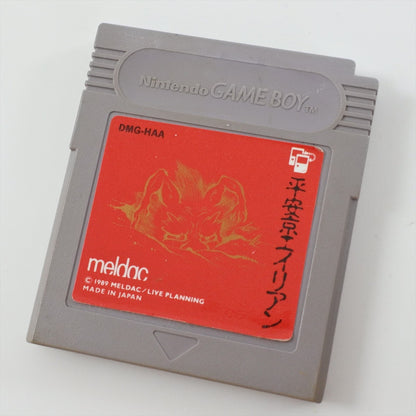 Nintendo GAME BOY™
DMG-HAA
平安京エイリアン
meldac
© 1989 MELDAC/LIVE PLANNING
MADE IN JAPAN